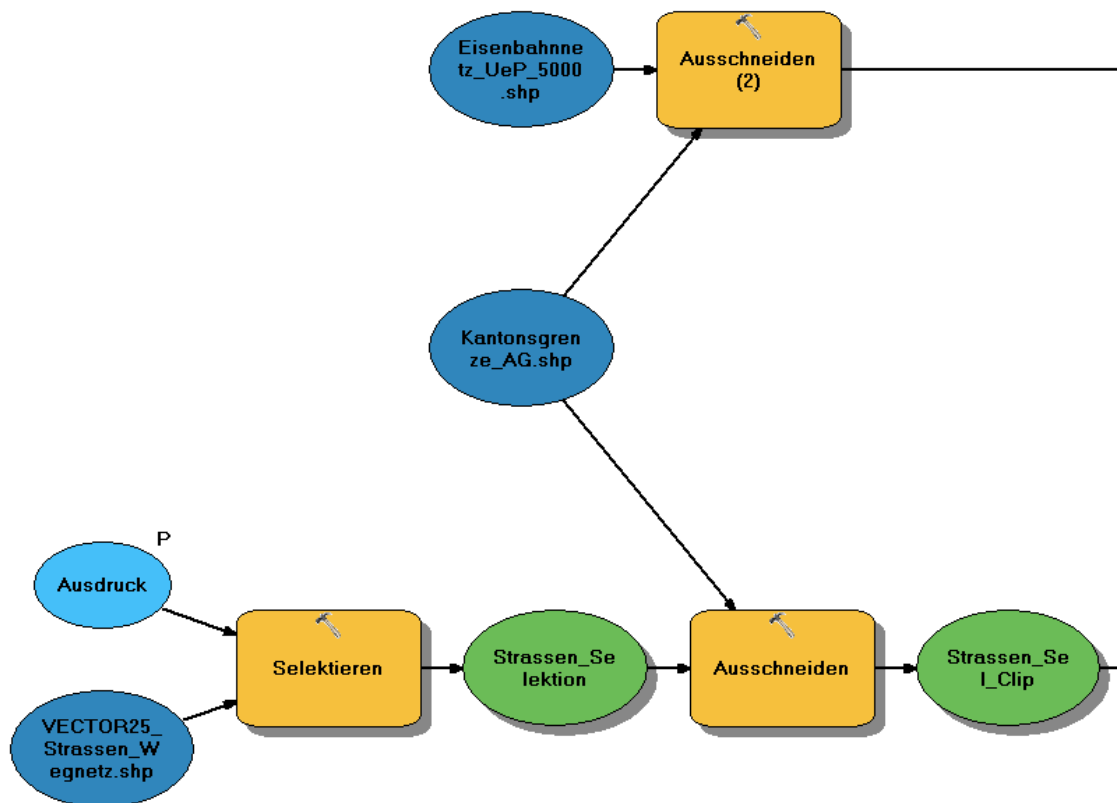 Eisenbahnne
tz_UeP_5000
.shp
Ausschneiden
(2)
Kantonsgren
ze_AG.shp
P
Ausdruck
VECTOR25_
Strassen_W
egnetz.shp
Selektieren
Strassen_Se
lektion
Ausschneiden
Strassen_Se
l_Clip